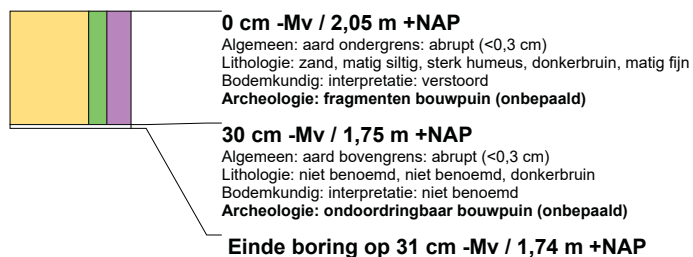 0 cm -Mv / 2,05 m +NAP
Algemeen: aard ondergrens: abrupt (<0,3 cm)
Lithologie: zand, matig siltig, sterk humeus, donkerbruin, matig fijn
Bodemkundig: interpretatie: verstoord
Archeologie: fragmenten bouwpuin (onbepaald)
30 cm -Mv / 1,75 m +NAP
Algemeen: aard bovengrens: abrupt (<0,3 cm)
Lithologie: niet benoemd, niet benoemd, donkerbruin
Bodemkundig: interpretatie: niet benoemd
Archeologie: ondoordringbaar bouwpuin (onbepaald)
Einde boring op 31 cm -Mv / 1,74 m +NAP